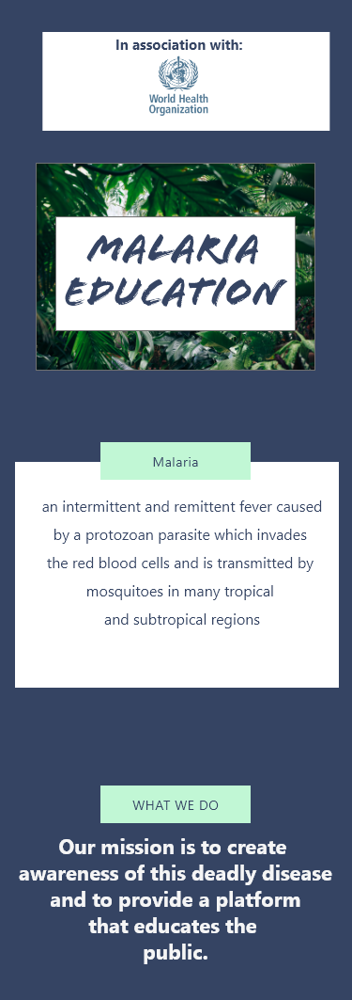 In association with:
World Health
Organization
MALARIA
EDUCATION
Malaria
an intermittent and remittent fever caused
by a protozoan parasite which invades
the red blood cells and is transmitted by
mosquitoes in many tropical
and subtropical regions
WHAT WE DO
Our mission is to create
awareness of this deadly disease
and to provide a platform
that educates the
public.